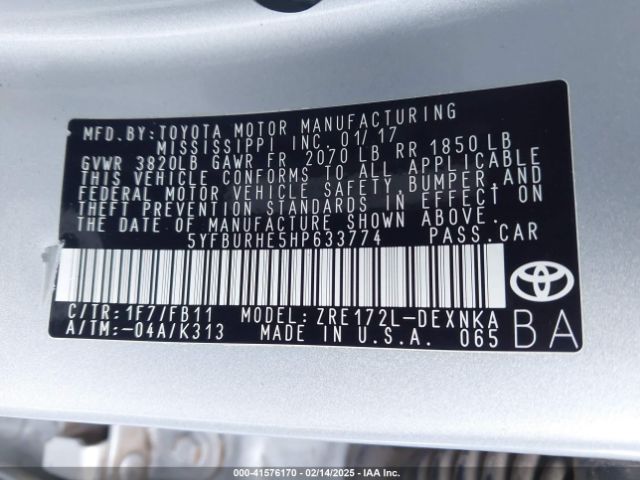 MFD.BY:TOYOTA MOTOR MANUFACTURING
MISSISSIPPI INC. 01/17
GVWR 3820LB GAWR FR 2070 LB RR 1850 LB
THIS VEHICLE CONFORMS TO ALL APPLICABLE
FEDERAL MOTOR VEHICLE SAFETY,BUMPER,AND
THEFT PREVENTION STANDARDS IN EFFECT ON
THE DATE OF MANUFACTURE SHOWN ABOVE.
5YFBURHE5HP633774 PASS.CAR
C/TR:1F7/FB11 MODEL:ZRE172L-DEXNKA
A/TM:-04A/K313 MADE IN U.S.A. 065
BA
000-41576170 — 02/14/2025 — IAA Inc.